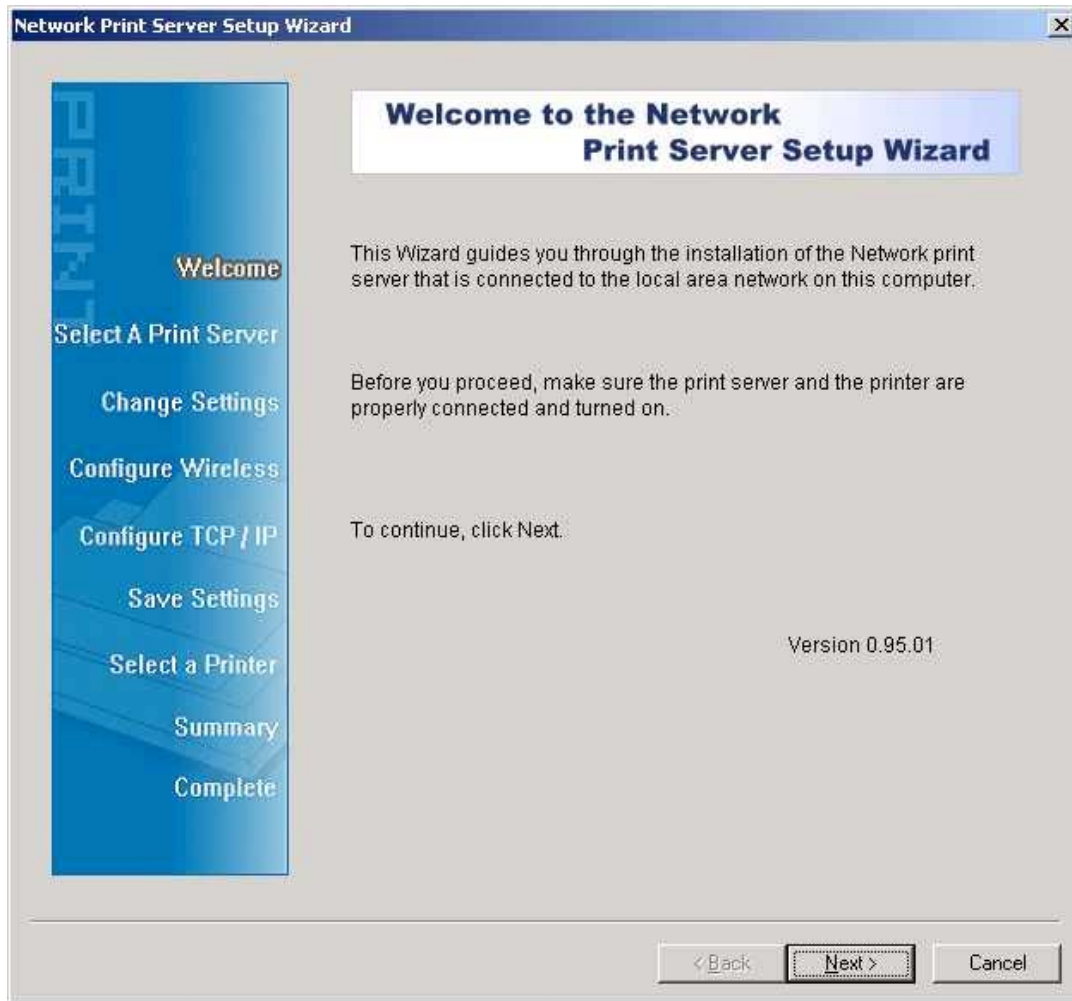 Network Print Server Setup Wizard
PRINT
Welcome
Select A Print Server
Change Settings
Configure Wireless
Configure TCP / IP
Save Settings
Select a Printer
Summary
Complete
Welcome to the Network
Print Server Setup Wizard
This Wizard guides you through the installation of the Network print
server that is connected to the local area network on this computer.
Before you proceed, make sure the print server and the printer are
properly connected and turned on.
To continue, click Next.
Version 0.95.01
< Back
Next >
Cancel